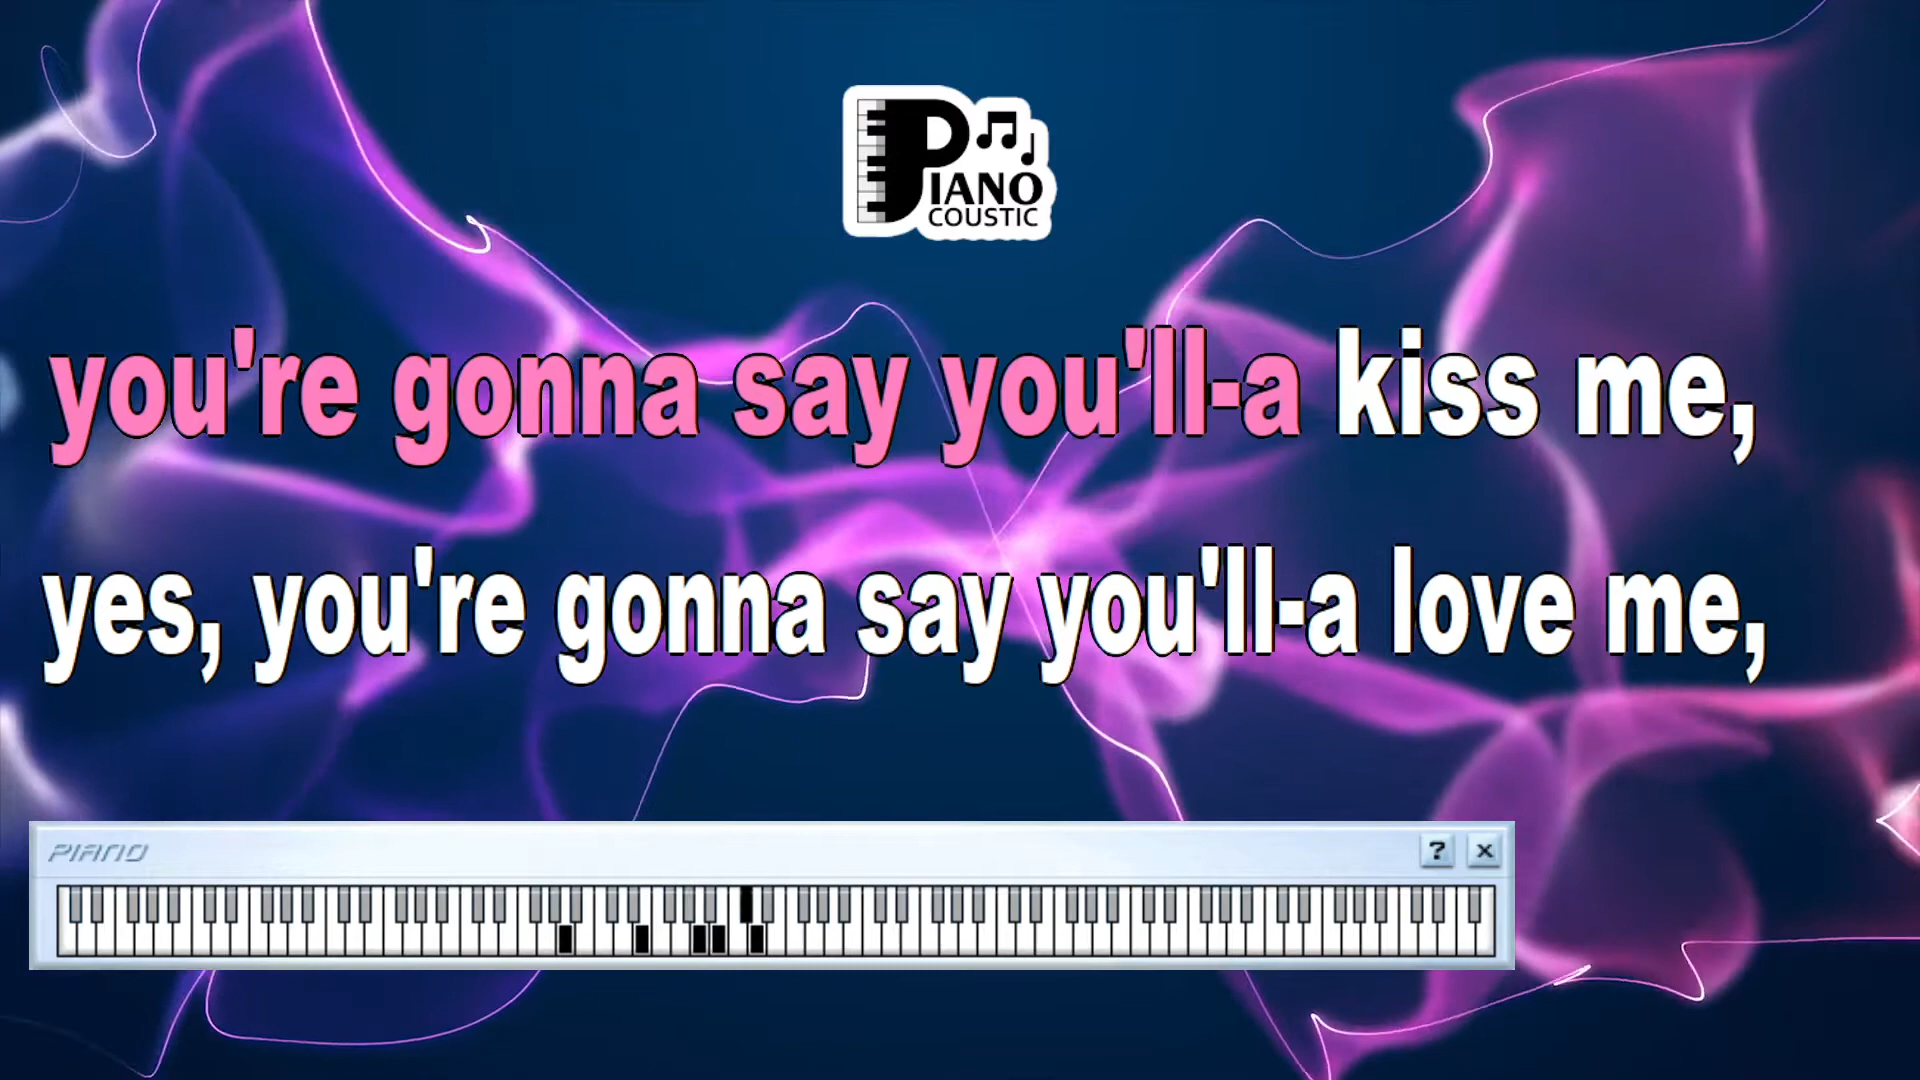 PIANO
COUSTIC
you're gonna say you'll-a kiss me,
yes, you're gonna say you'll-a love me,
PIANO
? x